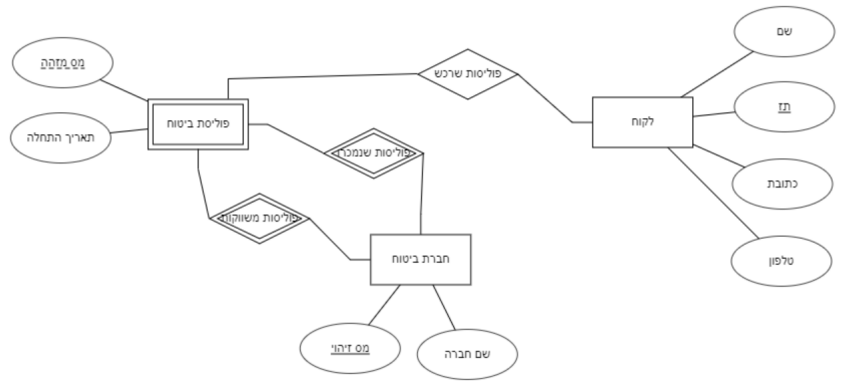 שם
מס מזהה
פוליסות שרכש
תז
פוליסת ביטוח
לקוח
תאריך התחלה
פוליסות שנמכרו
כתובת
פוליסות משווקות
חברת ביטוח
טלפון
מס זיהוי
שם חברה